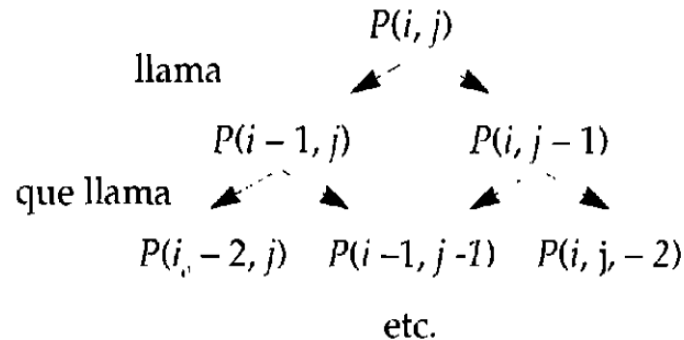 P(i, j)
llama
P(i – 1, j) P(i, j – 1)
que llama
P(i, – 2, j) P(i –1, j -1) P(i, j, – 2)
etc.